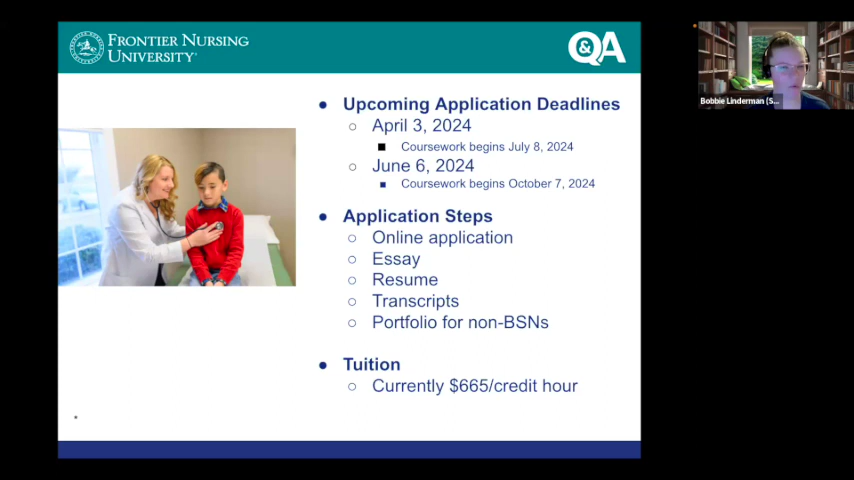 FRONTIER NURSING
UNIVERSITY
Q&A
Bobbie Linderman (S...
● Upcoming Application Deadlines
○ April 3, 2024
■ Coursework begins July 8, 2024
○ June 6, 2024
■ Coursework begins October 7, 2024
● Application Steps
○ Online application
○ Essay
○ Resume
○ Transcripts
○ Portfolio for non-BSNs
● Tuition
○ Currently $665/credit hour